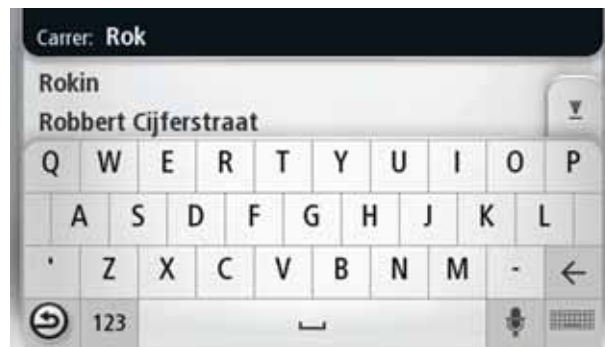 Carrer: Rok
Rokin
Robbert Cijferstraat
Q W E R T Y U I O P
A S D F G H J K L
' Z X C V B N M -
123